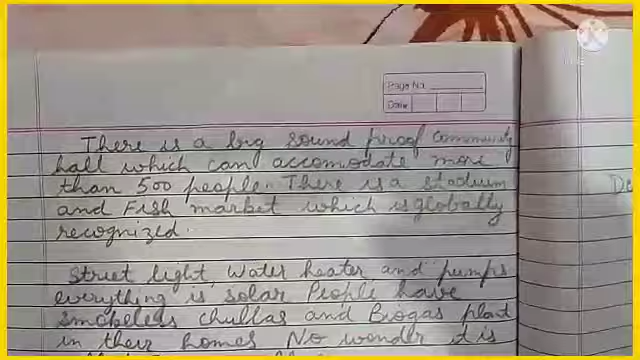 Page No.
Date
There is a big sound proof community
hall which can accomodate more
than 500 people. There is a stadium
and Fish market which is globally
recognized.
Street light, water heater and pumps
everything is solar People have
smokeless chullas and Biogas plant
in their homes No wonder it is